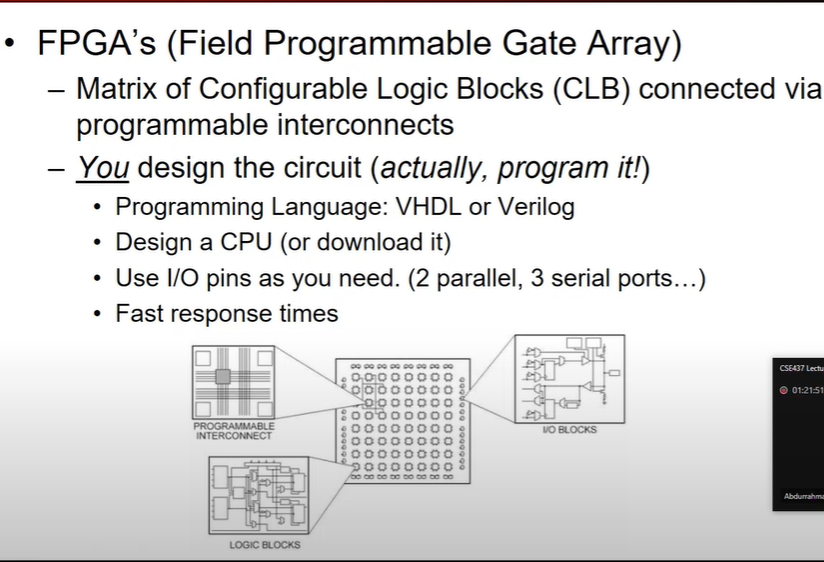 • FPGA's (Field Programmable Gate Array)
– Matrix of Configurable Logic Blocks (CLB) connected via
programmable interconnects
– You design the circuit (actually, program it!)
• Programming Language: VHDL or Verilog
• Design a CPU (or download it)
• Use I/O pins as you need. (2 parallel, 3 serial ports…)
• Fast response times
PROGRAMMABLE
INTERCONNECT
I/O BLOCKS
LOGIC BLOCKS
CSE437 Lectu
01:21:51
Abdurrahma